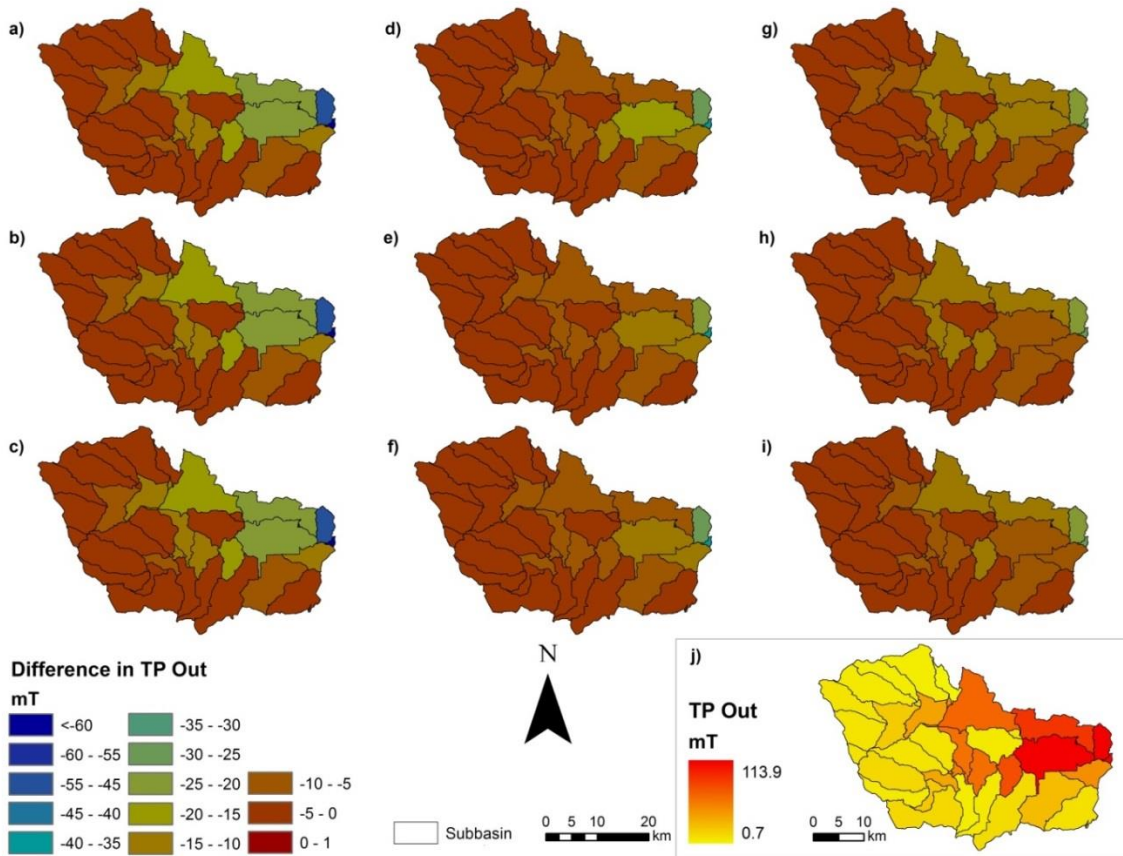 a)
d)
g)
b)
e)
h)
c)
f)
i)
Difference in TP Out
mT
<-60
-60 - -55
-55 - -45
-45 - -40
-40 - -35
-35 - -30
-30 - -25
-25 - -20
-20 - -15
-15 - -10
-10 - -5
-5 - 0
0 - 1
N
Subbasin
0 5 10 20
km
j)
TP Out
mT
113.9
0.7
0 5 10
km